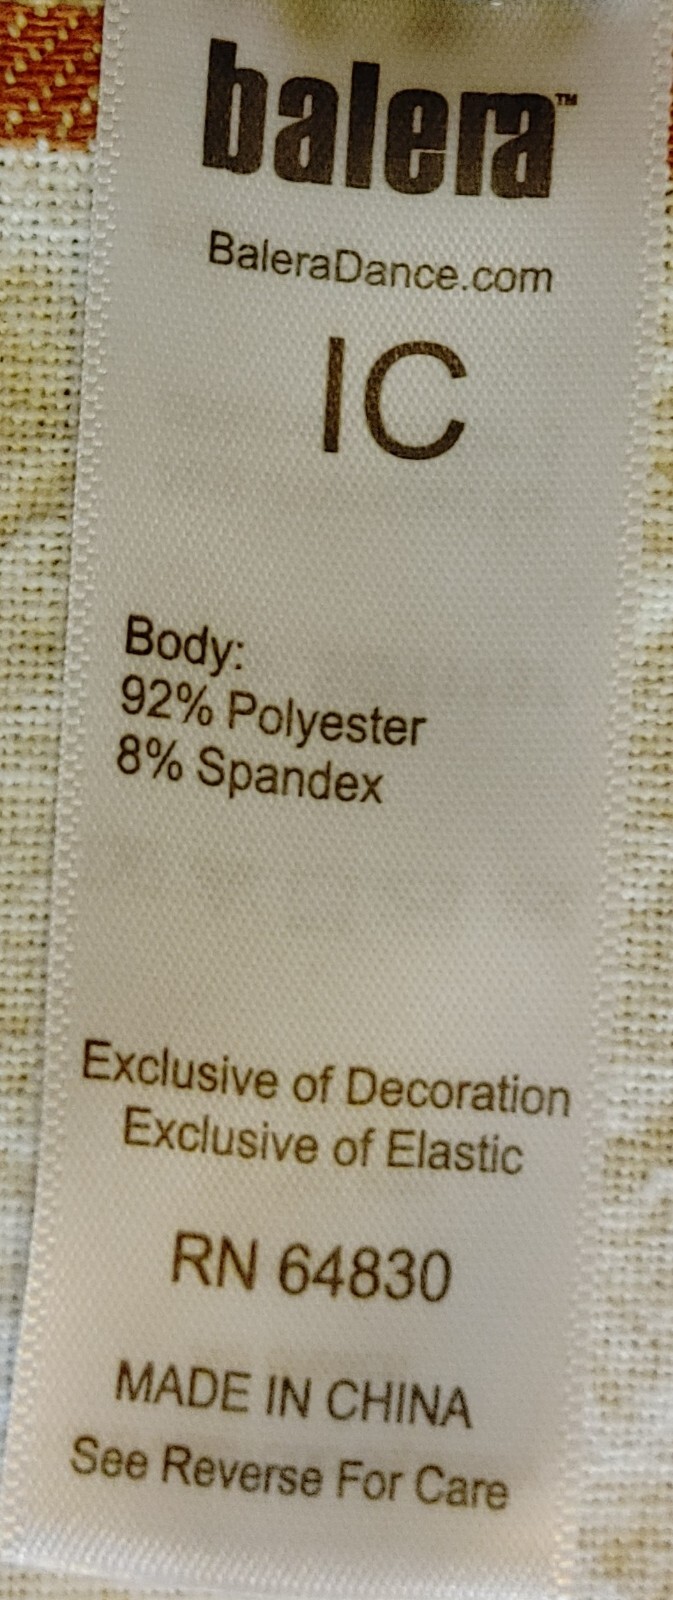 balera™
BaleraDance.com
IC
Body:
92% Polyester
8% Spandex
Exclusive of Decoration
Exclusive of Elastic
RN 64830
MADE IN CHINA
See Reverse For Care